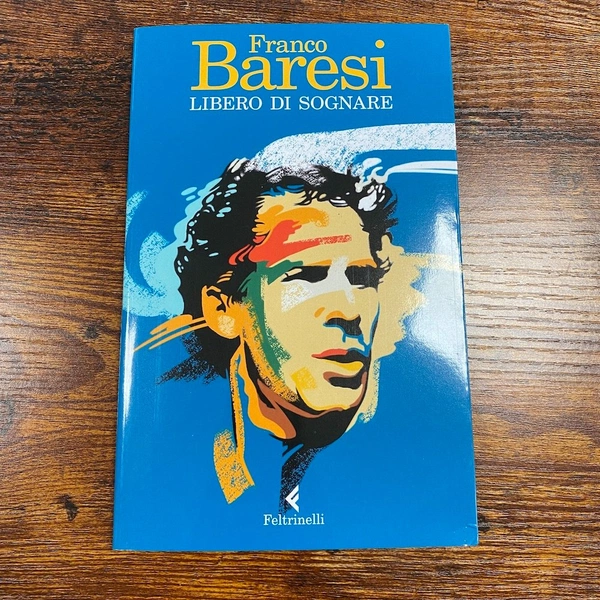 Franco
Baresi
LIBERO DI SOGNARE
Feltrinelli